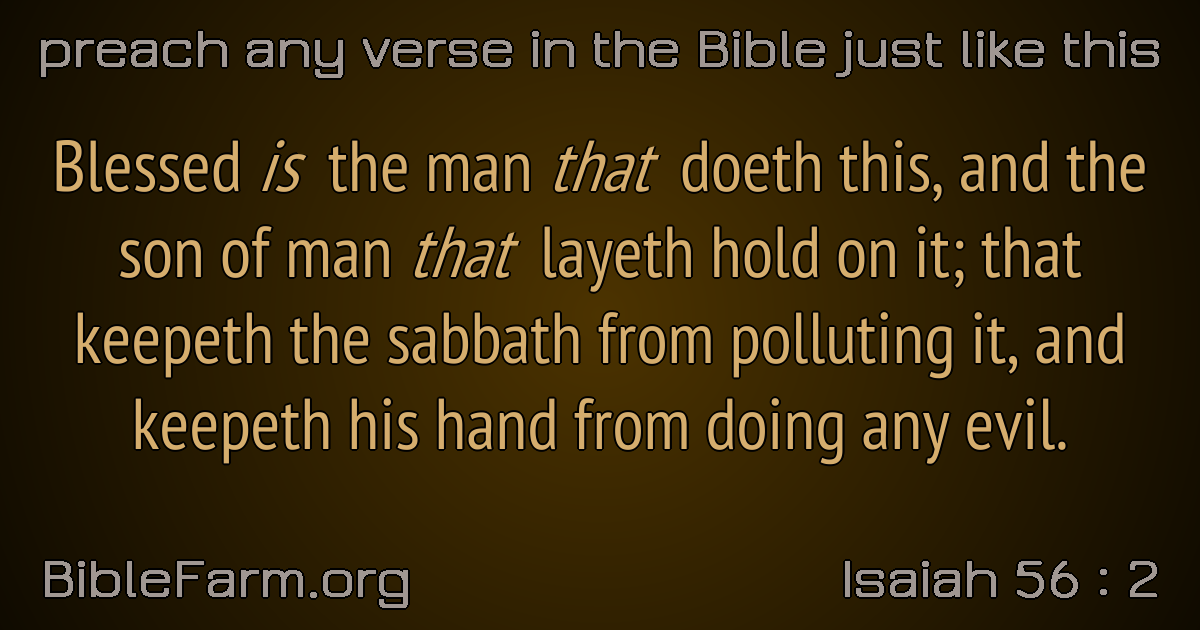 preach any verse in the Bible just like this
Blessed is the man that doeth this, and the
son of man that layeth hold on it; that
keepeth the sabbath from polluting it, and
keepeth his hand from doing any evil.
BibleFarm.org
Isaiah 56 : 2